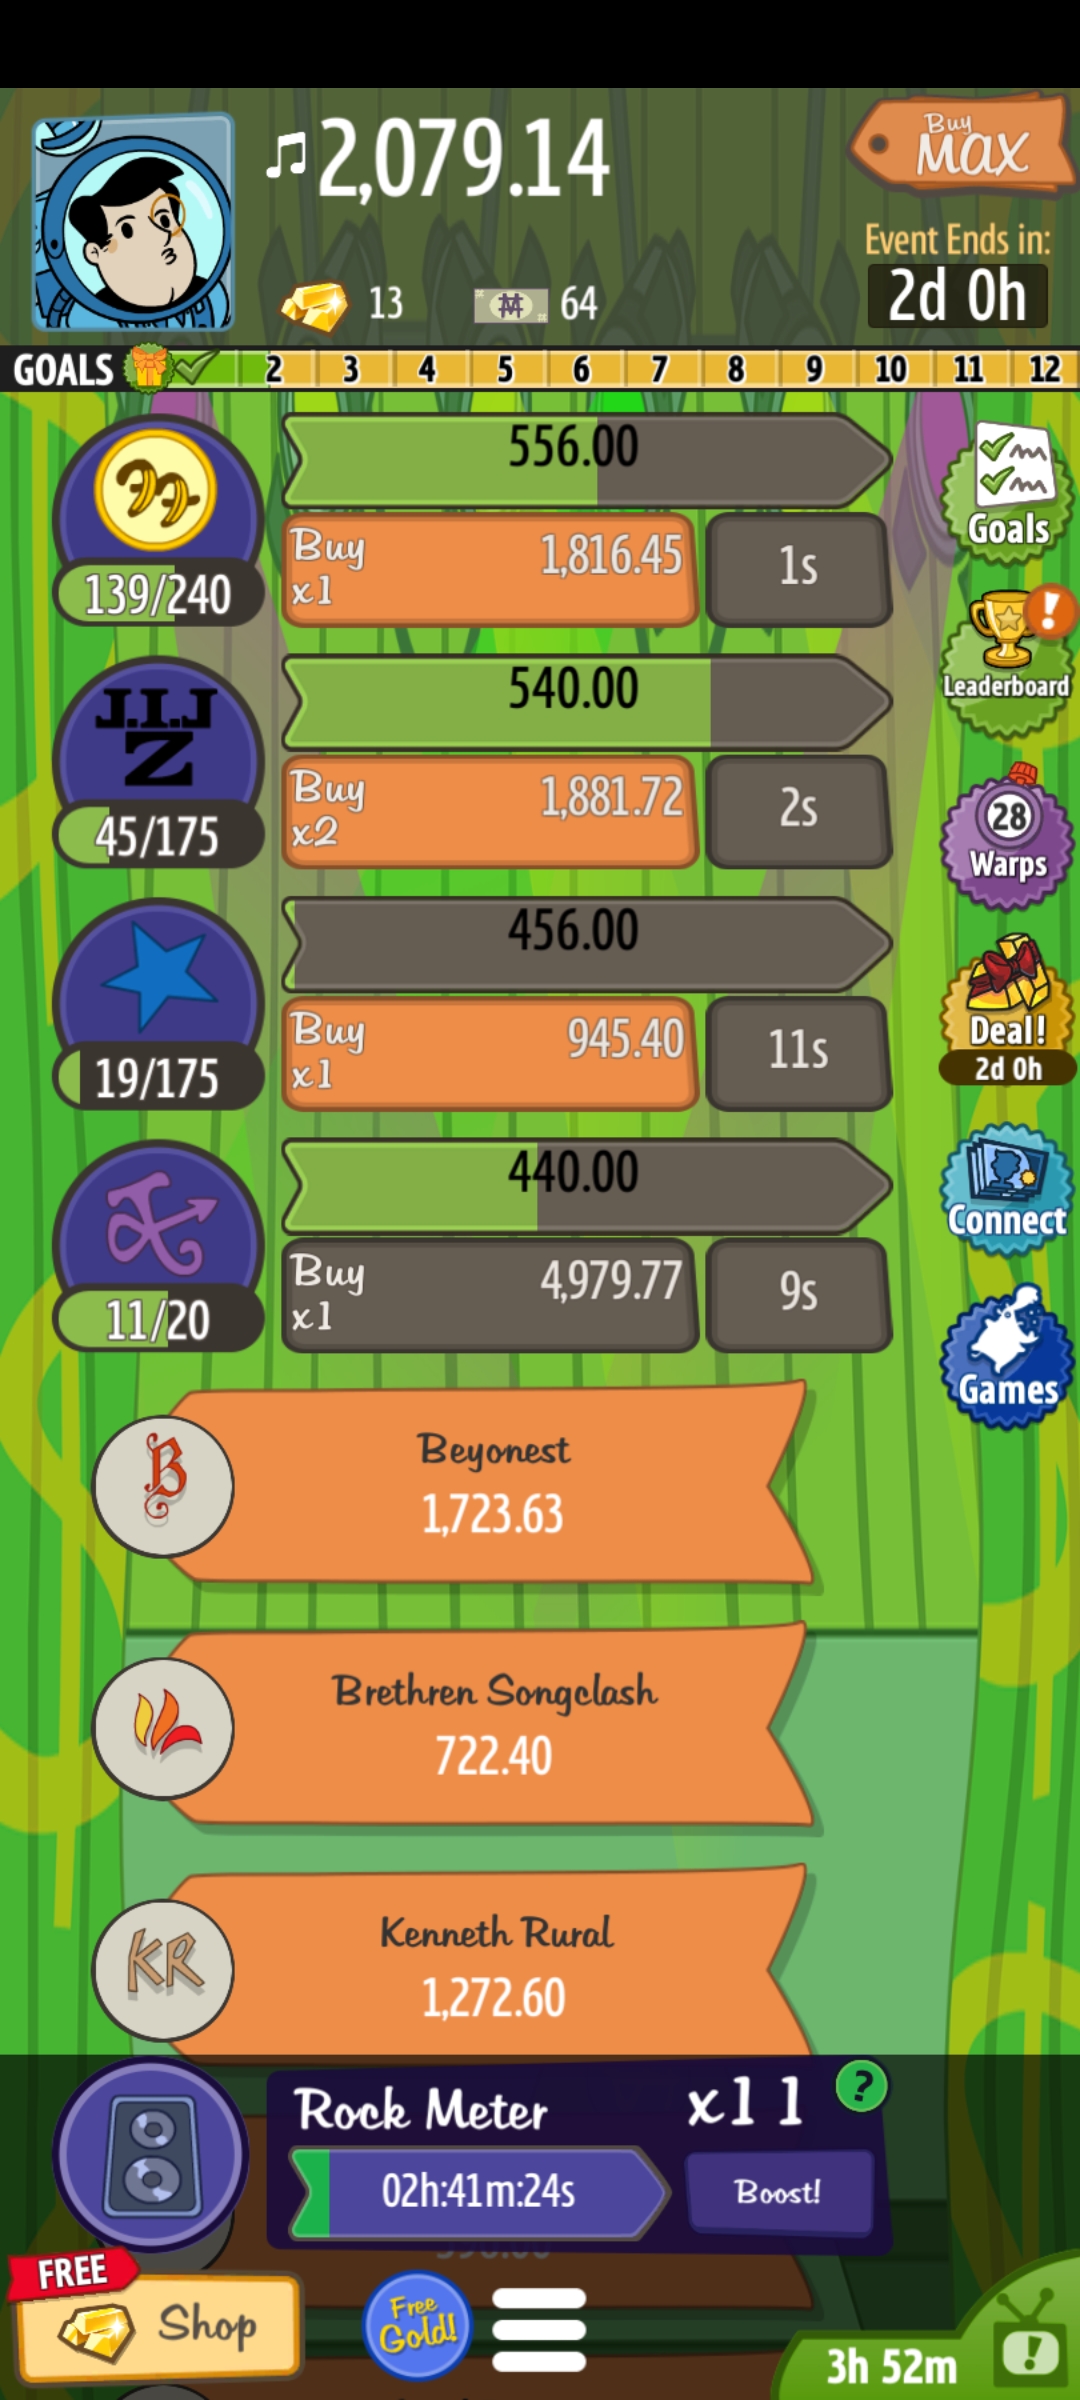 2,079.14
Buy
MAX
Event Ends in:
2d 0h
13
64
GOALS 2 3 4 5 6 7 8 9 10 11 12
556.00
139/240
Buy
x1
1,816.45
1s
Goals
J.I.J
Z
540.00
45/175
Buy
x2
1,881.72
2s
!
Leaderboard
456.00
19/175
Buy
x1
945.40
11s
28
Warps
Deal!
2d 0h
440.00
11/20
Buy
x1
4,979.77
9s
Connect
Games
B
Beyonest
1,723.63
Brethren Songclash
722.40
KR
Kenneth Rural
1,272.60
Rock Meter
x1 1
?
02h:41m:24s
Boost!
FREE
Shop
Free
Gold!
3h 52m
!